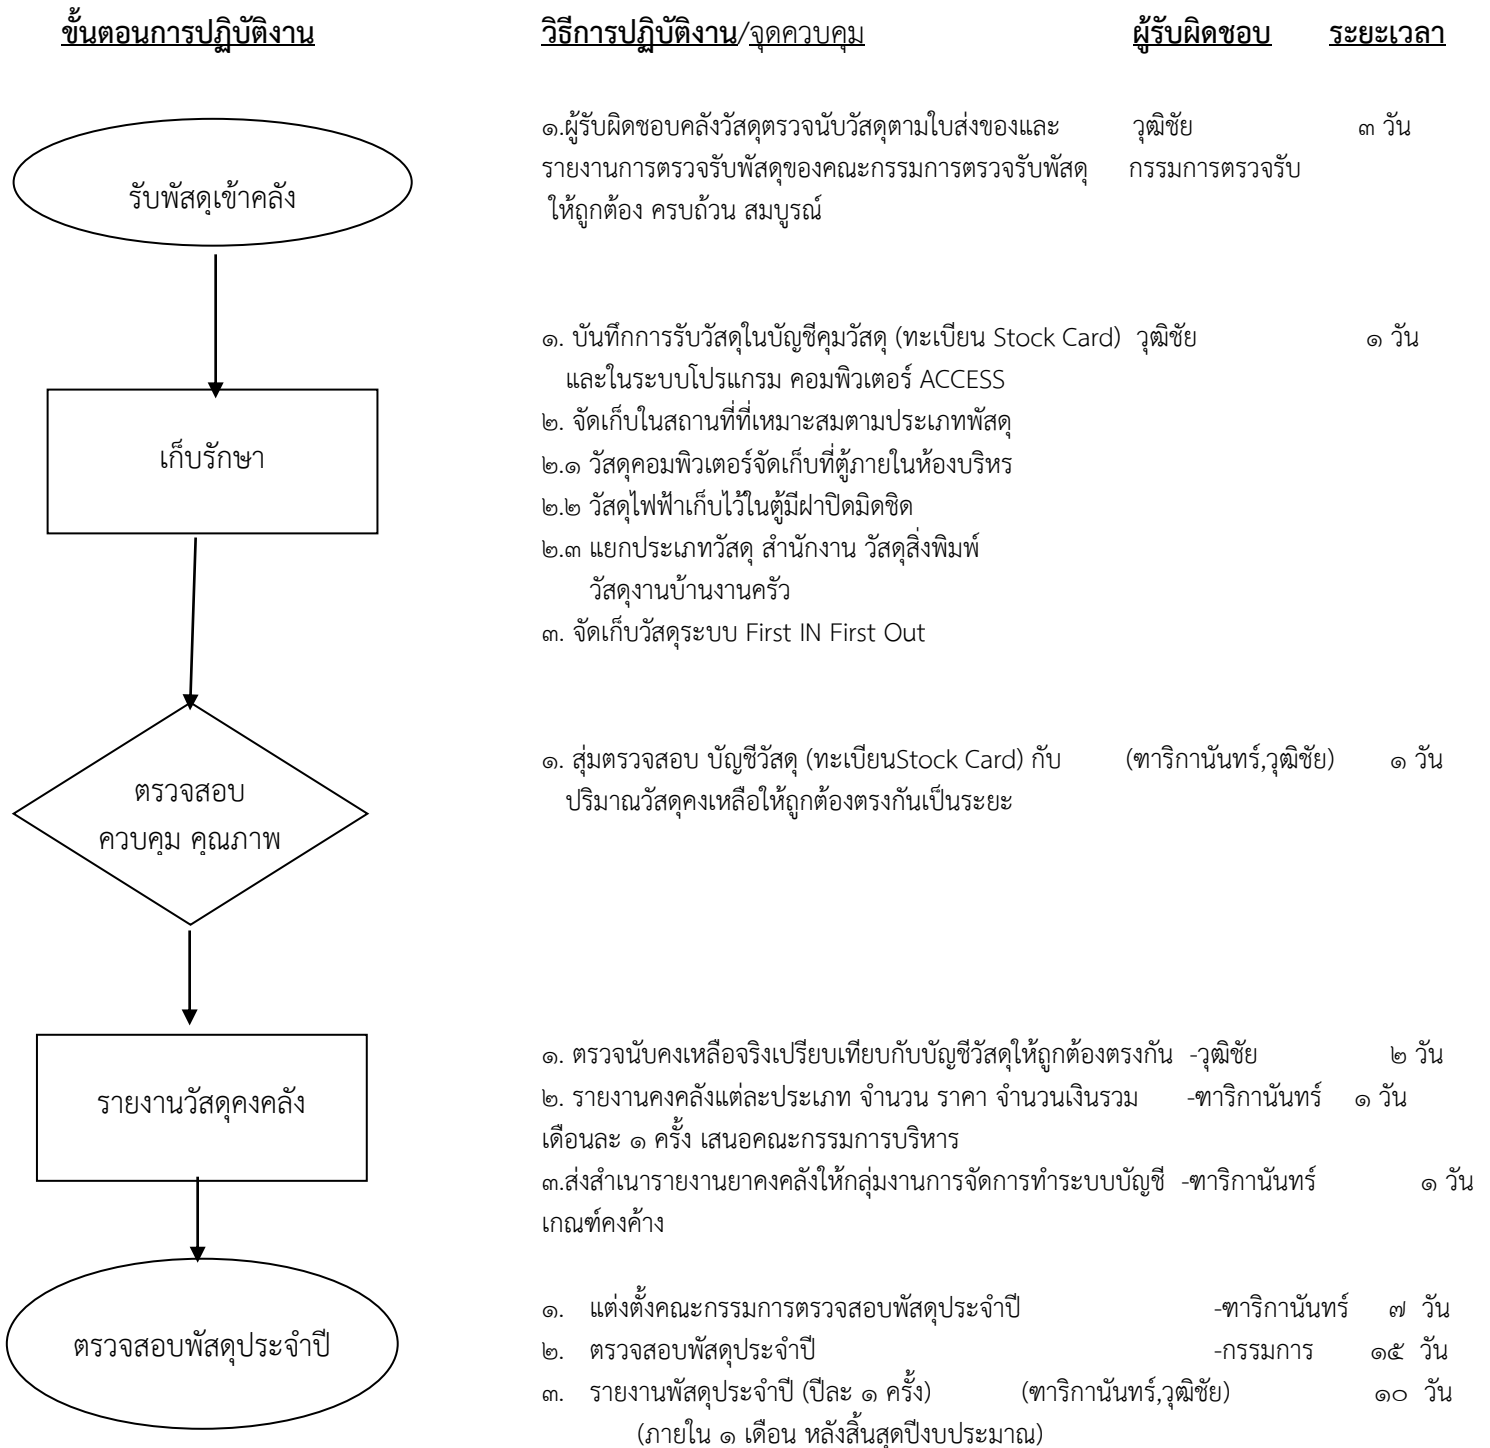 ขั้นตอนการปฏิบัติงาน วิธีการปฏิบัติงาน/จุดควบคุม ผู้รับผิดชอบ ระยะเวลา
๑.ผู้รับผิดชอบคลังวัสดุตรวจนับวัสดุตามใบส่งของและ วุฒิชัย ๓ วัน
รายงานการตรวจรับพัสดุของคณะกรรมการตรวจรับพัสดุ กรรมการตรวจรับ
รับพัสดุเข้าคลัง
ให้ถูกต้อง ครบถ้วน สมบูรณ์
๑. บันทึกการรับวัสดุในบัญชีคุมวัสดุ (ทะเบียน Stock Card) วุฒิชัย ๑ วัน
และในระบบโปรแกรม คอมพิวเตอร์ ACCESS
๒. จัดเก็บในสถานที่ที่เหมาะสมตามประเภทพัสดุ
เก็บรักษา
๒.๑ วัสดุคอมพิวเตอร์จัดเก็บที่ตู้ภายในห้องบริหร
๒.๒ วัสดุไฟฟ้าเก็บไว้ในตู้มีฝาปิดมิดชิด
๒.๓ แยกประเภทวัสดุ สำนักงาน วัสดุสิ่งพิมพ์
วัสดุงานบ้านงานครัว
๓. จัดเก็บวัสดุระบบ First IN First Out
๑. สุ่มตรวจสอบ บัญชีวัสดุ (ทะเบียนStock Card) กับ (ฑาริกานันทร์,วุฒิชัย) ๑ วัน
ตรวจสอบ
ปริมาณวัสดุคงเหลือให้ถูกต้องตรงกันเป็นระยะ
ควบคุม คุณภาพ
๑. ตรวจนับคงเหลือจริงเปรียบเทียบกับบัญชีวัสดุให้ถูกต้องตรงกัน -วุฒิชัย ๒ วัน
รายงานวัสดุคงคลัง
๒. รายงานคงคลังแต่ละประเภท จำนวน ราคา จำนวนเงินรวม -ฑาริกานันทร์ ๑ วัน
เดือนละ ๑ ครั้ง เสนอคณะกรรมการบริหาร
๓.ส่งสำเนารายงานยาคงคลังให้กลุ่มงานการจัดการทำระบบบัญชี -ฑาริกานันทร์ ๑ วัน
เกณฑ์คงค้าง
๑. แต่งตั้งคณะกรรมการตรวจสอบพัสดุประจำปี -ฑาริกานันทร์ ๗ วัน
ตรวจสอบพัสดุประจำปี
๒. ตรวจสอบพัสดุประจำปี -กรรมการ ๑๕ วัน
๓. รายงานพัสดุประจำปี (ปีละ ๑ ครั้ง) (ฑาริกานันทร์,วุฒิชัย) ๑๐ วัน
(ภายใน ๑ เดือน หลังสิ้นสุดปีงบประมาณ)